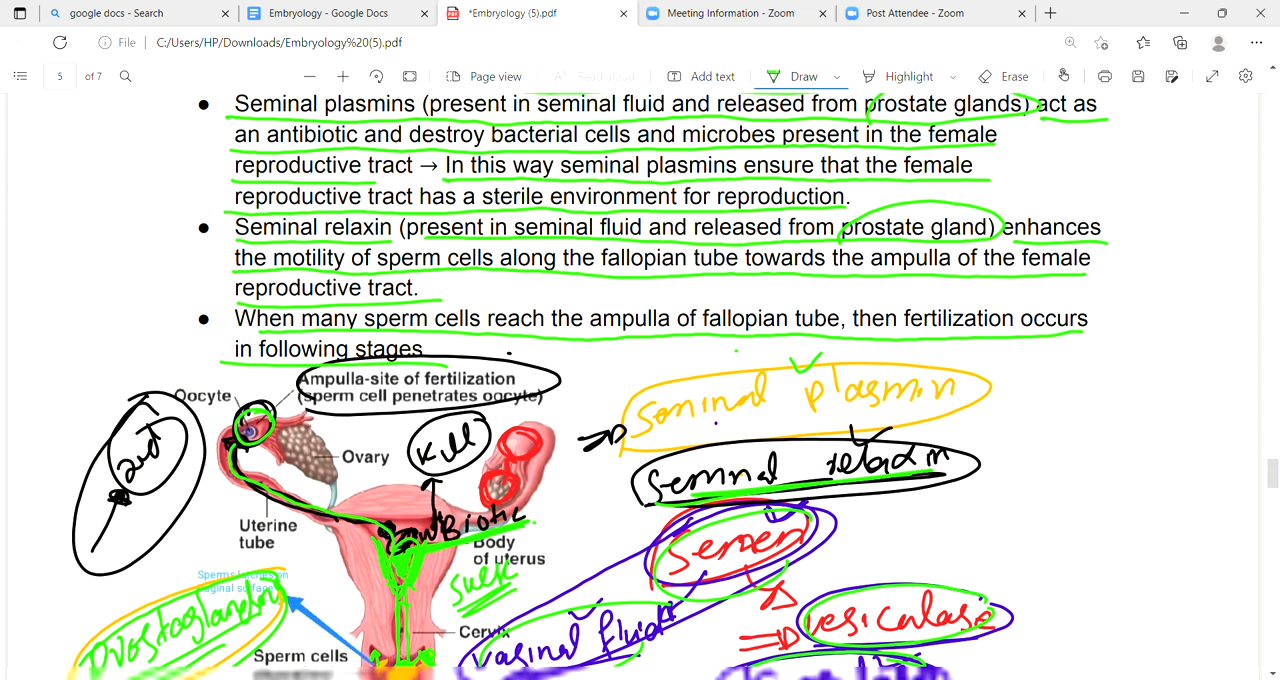 google docs - Search
Embryology - Google Docs
*Embryology (5).pdf
Meeting Information - Zoom
Post Attendee - Zoom
File
C:/Users/HP/Downloads/Embryology%20(5).pdf
5 of 7
Page view
Read aloud
Add text
Draw
Highlight
Erase
● Seminal plasmins (present in seminal fluid and released from prostate glands) act as
an antibiotic and destroy bacterial cells and microbes present in the female
reproductive tract → In this way seminal plasmins ensure that the female
reproductive tract has a sterile environment for reproduction.
● Seminal relaxin (present in seminal fluid and released from prostate gland) enhances
the motility of sperm cells along the fallopian tube towards the ampulla of the female
reproductive tract.
● When many sperm cells reach the ampulla of fallopian tube, then fertilization occurs
in following stages
Oocyte
Ampulla-site of fertilization
(sperm cell penetrates oocyte)
Seminal plasmin
2nd
Kill
Ovary
Seminal relaxin
Uterine
tube
Biotic
Body
of uterus
Semen
Sperms
on
vaginal surface
Suck
Prostaglandin
vesiculase
Cervix
vaginal fluid
Sperm cells